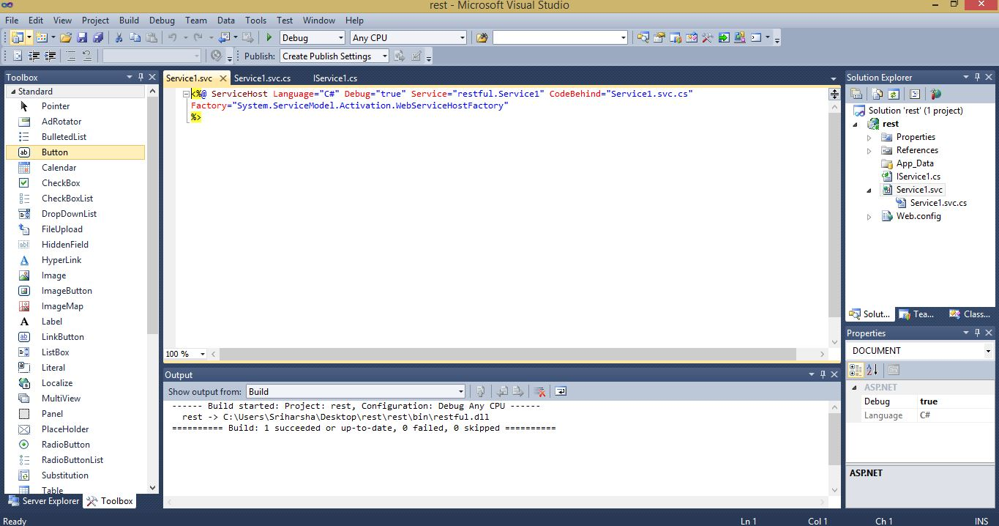 rest - Microsoft Visual Studio
File Edit View Project Build Debug Team Data Tools Test Window Help
Debug Any CPU
Publish: Create Publish Settings
Toolbox
Standard
Pointer
AdRotator
BulletedList
Button
Calendar
CheckBox
CheckBoxList
DropDownList
FileUpload
HiddenField
HyperLink
Image
ImageButton
ImageMap
Label
LinkButton
ListBox
Literal
Localize
MultiView
Panel
PlaceHolder
RadioButton
RadioButtonList
Substitution
Table
Server Explorer Toolbox
Service1.svc Service1.svc.cs IService1.cs
<%@ ServiceHost Language="C#" Debug="true" Service="restful.Service1" CodeBehind="Service1.svc.cs"
Factory="System.ServiceModel.Activation.WebServiceHostFactory"
%>
100 %
Output
Show output from: Build
------ Build started: Project: rest, Configuration: Debug Any CPU ------
rest -> C:\Users\Sriharsha\Desktop\rest\rest\bin\restful.dll
========== Build: 1 succeeded or up-to-date, 0 failed, 0 skipped ==========
Solution Explorer
Solution 'rest' (1 project)
rest
Properties
References
App_Data
IService1.cs
Service1.svc
Service1.svc.cs
Web.config
Solut... Tea... Class...
Properties
DOCUMENT
ASP.NET
Debug true
Language C#
ASP.NET
Ready Ln 1 Col 1 Ch 1 INS